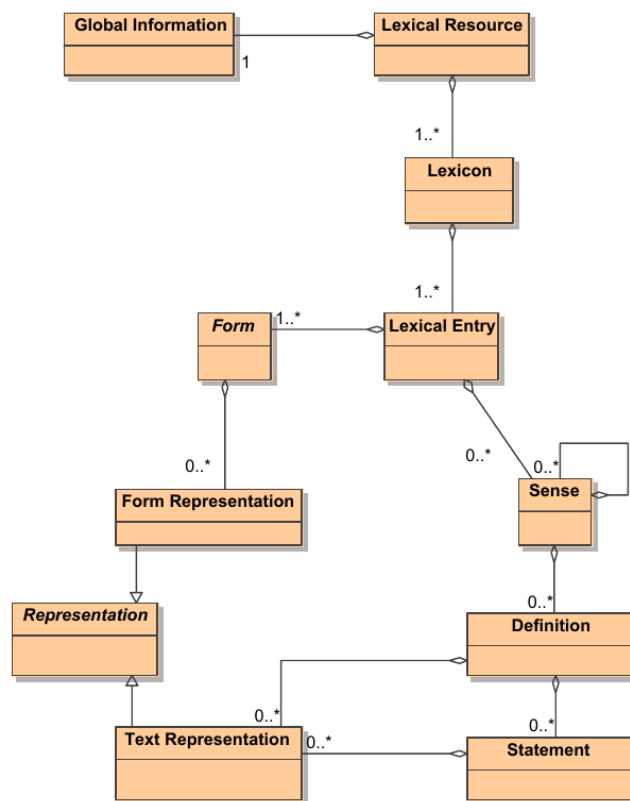 Global Information
Lexical Resource
1
1..*
Lexicon
1..*
Form
1..*
Lexical Entry
0..*
0..*
0..*
Form Representation
Sense
0..*
Representation
Definition
0..*
0..*
0..*
Text Representation
Statement